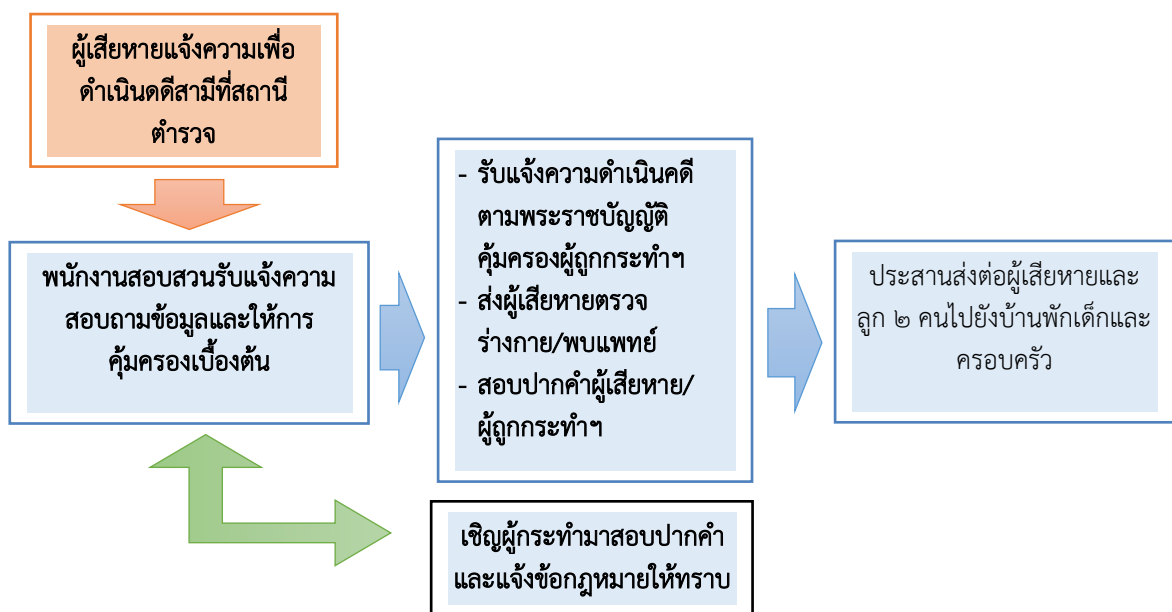 ผู้เสียหายแจ้งความเพื่อ
ดำเนินดดีสามีที่สถานี
ตำรวจ
พนักงานสอบสวนรับแจ้งความ
สอบถามข้อมูลและให้การ
คุ้มครองเบื้องต้น
- รับแจ้งความดำเนินคดี
ตามพระราชบัญญัติ
คุ้มครองผู้ถูกกระทำฯ
- ส่งผู้เสียหายตรวจ
ร่างกาย/พบแพทย์
- สอบปากคำผู้เสียหาย/
ผู้ถูกกระทำฯ
ประสานส่งต่อผู้เสียหายและ
ลูก ๒ คนไปยังบ้านพักเด็กและ
ครอบครัว
เชิญผู้กระทำมาสอบปากคำ
และแจ้งข้อกฎหมายให้ทราบ